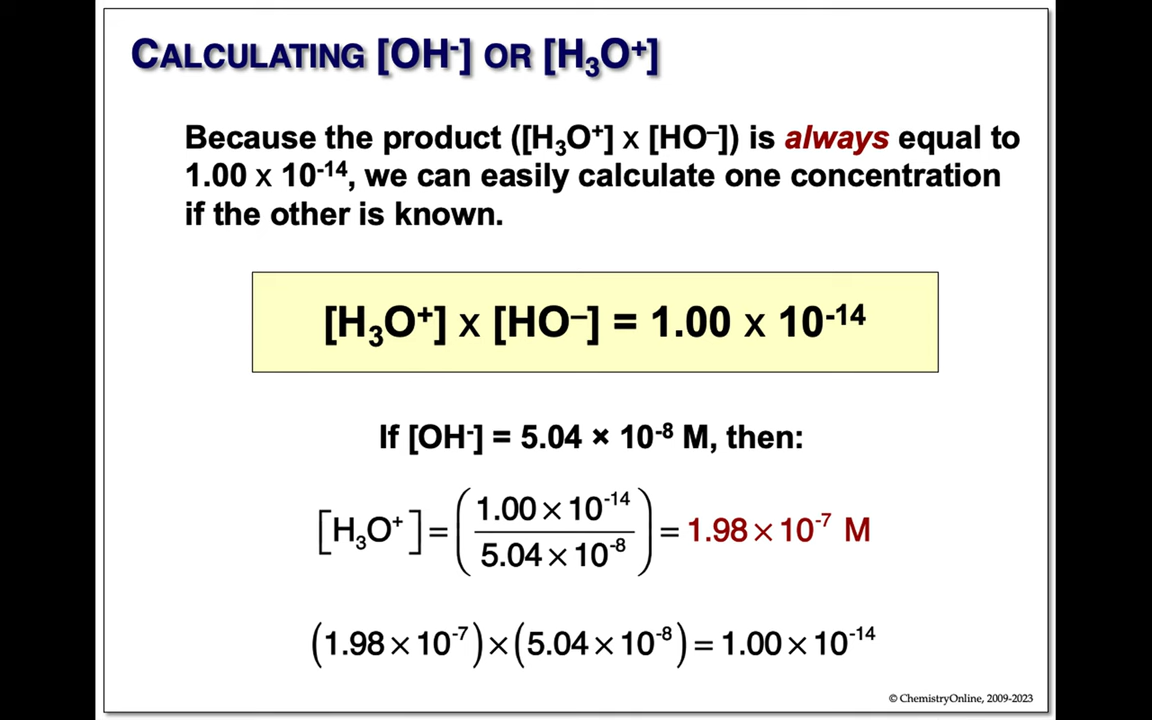 CALCULATING [OH⁻] OR [H₃O⁺]
Because the product ([H₃O⁺] x [HO⁻]) is always equal to
1.00 x 10⁻¹⁴, we can easily calculate one concentration
if the other is known.
[H₃O⁺] x [HO⁻] = 1.00 x 10⁻¹⁴
If [OH⁻] = 5.04 × 10⁻⁸ M, then:
[H₃O⁺] = (1.00 × 10⁻¹⁴ / 5.04 × 10⁻⁸) = 1.98 × 10⁻⁷ M
(1.98 × 10⁻⁷) × (5.04 × 10⁻⁸) = 1.00 × 10⁻¹⁴
© ChemistryOnline, 2009-2023